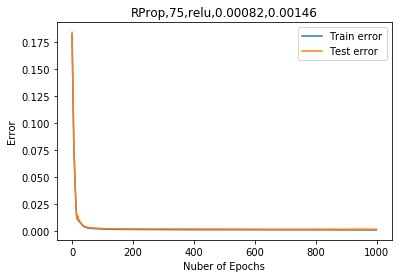 RProp,75,relu,0.00082,0.00146
Train error
Test error
0.175
0.150
0.125
0.100
0.075
0.050
0.025
0.000
Error
0
200
400
600
800
1000
Nuber of Epochs